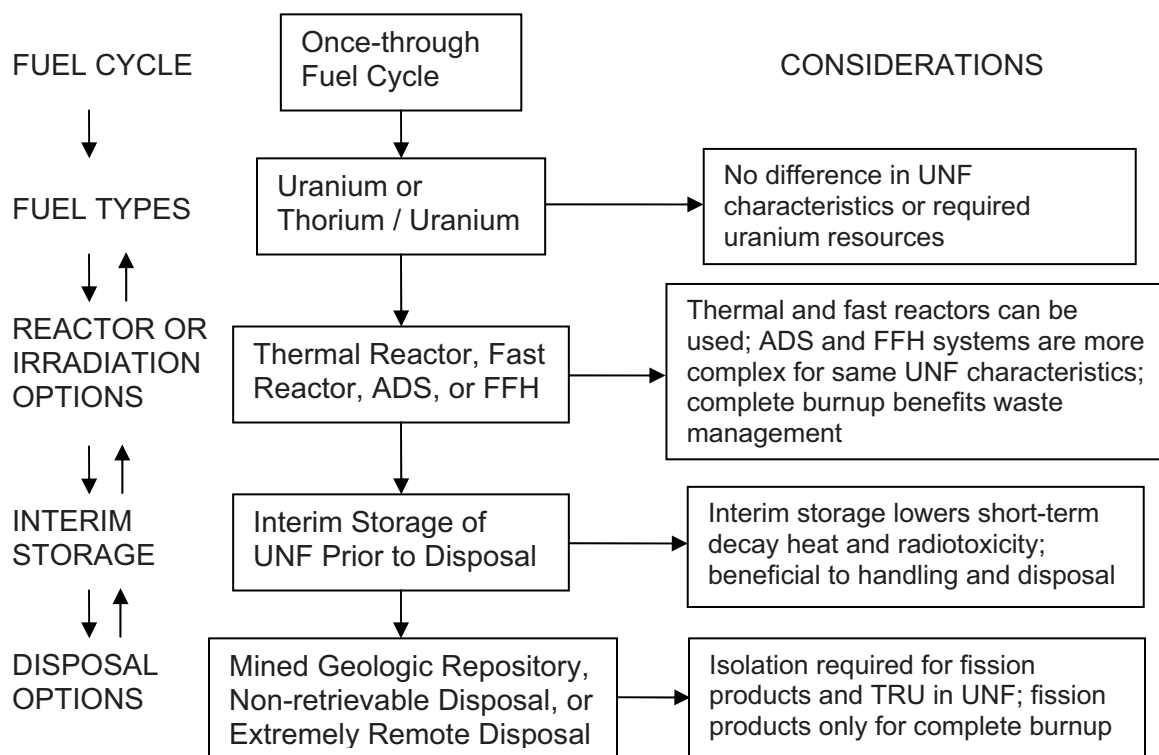 FUEL CYCLE
Once-through
Fuel Cycle
CONSIDERATIONS
FUEL TYPES
Uranium or
Thorium / Uranium
No difference in UNF
characteristics or required
uranium resources
REACTOR OR
IRRADIATION
OPTIONS
Thermal Reactor, Fast
Reactor, ADS, or FFH
Thermal and fast reactors can be
used; ADS and FFH systems are more
complex for same UNF characteristics;
complete burnup benefits waste
management
INTERIM
STORAGE
Interim Storage of
UNF Prior to Disposal
Interim storage lowers short-term
decay heat and radiotoxicity;
beneficial to handling and disposal
DISPOSAL
OPTIONS
Mined Geologic Repository,
Non-retrievable Disposal, or
Extremely Remote Disposal
Isolation required for fission
products and TRU in UNF; fission
products only for complete burnup